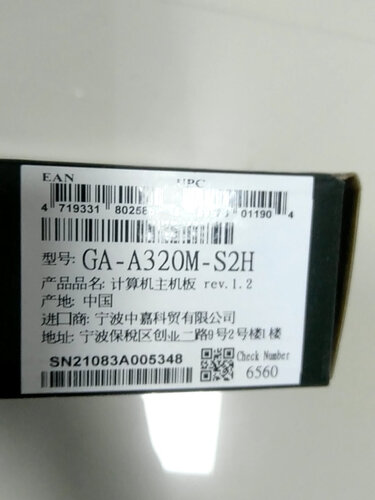 EAN UPC
4 719331 80258 01190 4
型号: GA-A320M-S2H
产品品名: 计算机主机板 rev.1.2
产地: 中国
进口商: 宁波中嘉科贸有限公司
地址: 宁波保税区创业二路9号2号楼1楼
SN21083A005348
Check Number
6560